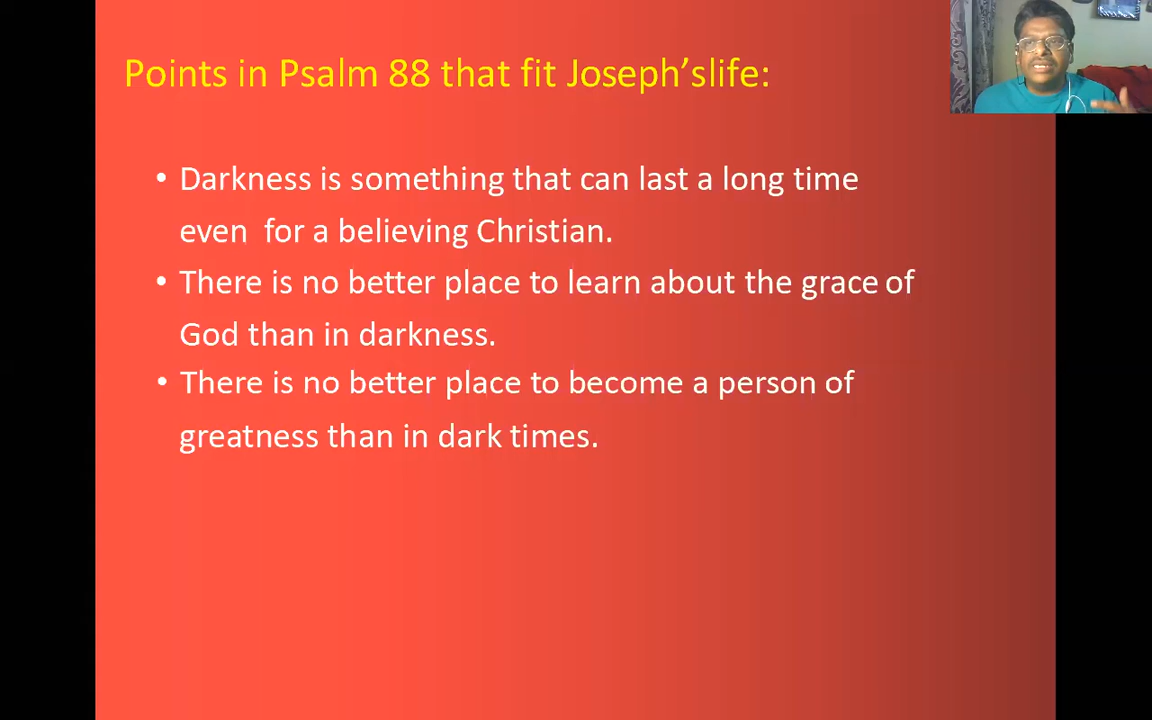 Points in Psalm 88 that fit Joseph’slife:
• Darkness is something that can last a long time
even  for a believing Christian.
• There is no better place to learn about the grace of
God than in darkness.
• There is no better place to become a person of
greatness than in dark times.